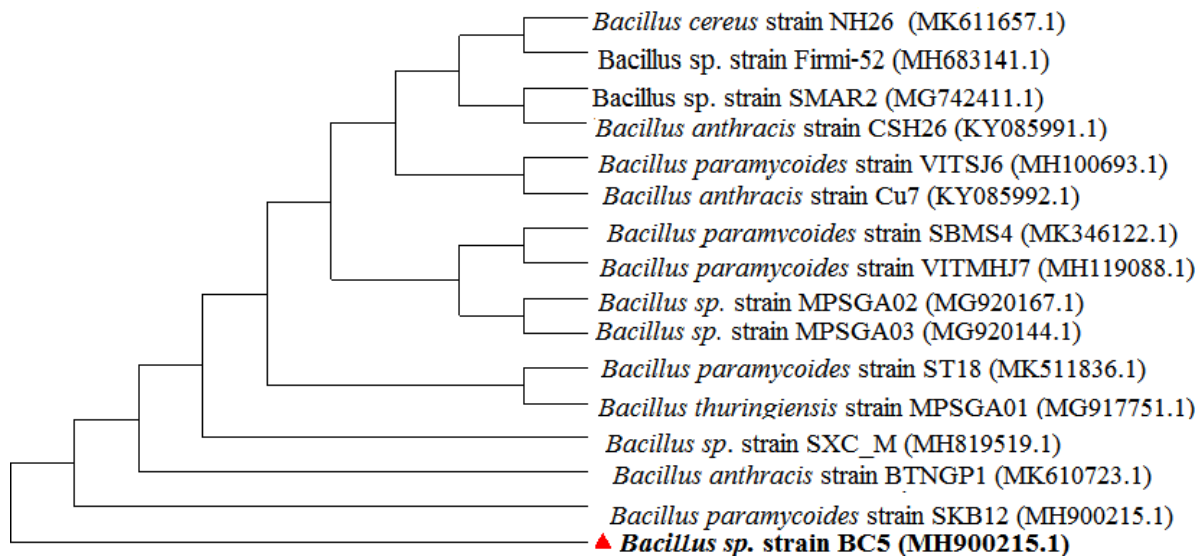 Bacillus cereus strain NH26 (MK611657.1)
Bacillus sp. strain Firmi-52 (MH683141.1)
Bacillus sp. strain SMAR2 (MG742411.1)
Bacillus anthracis strain CSH26 (KY085991.1)
Bacillus paramycoides strain VITSJ6 (MH100693.1)
Bacillus anthracis strain Cu7 (KY085992.1)
Bacillus paramycoides strain SBMS4 (MK346122.1)
Bacillus paramycoides strain VITMHJ7 (MH119088.1)
Bacillus sp. strain MPSGA02 (MG920167.1)
Bacillus sp. strain MPSGA03 (MG920144.1)
Bacillus paramycoides strain ST18 (MK511836.1)
Bacillus thuringiensis strain MPSGA01 (MG917751.1)
Bacillus sp. strain SXC_M (MH819519.1)
Bacillus anthracis strain BTNGP1 (MK610723.1)
Bacillus paramycoides strain SKB12 (MH900215.1)
Bacillus sp. strain BC5 (MH900215.1)